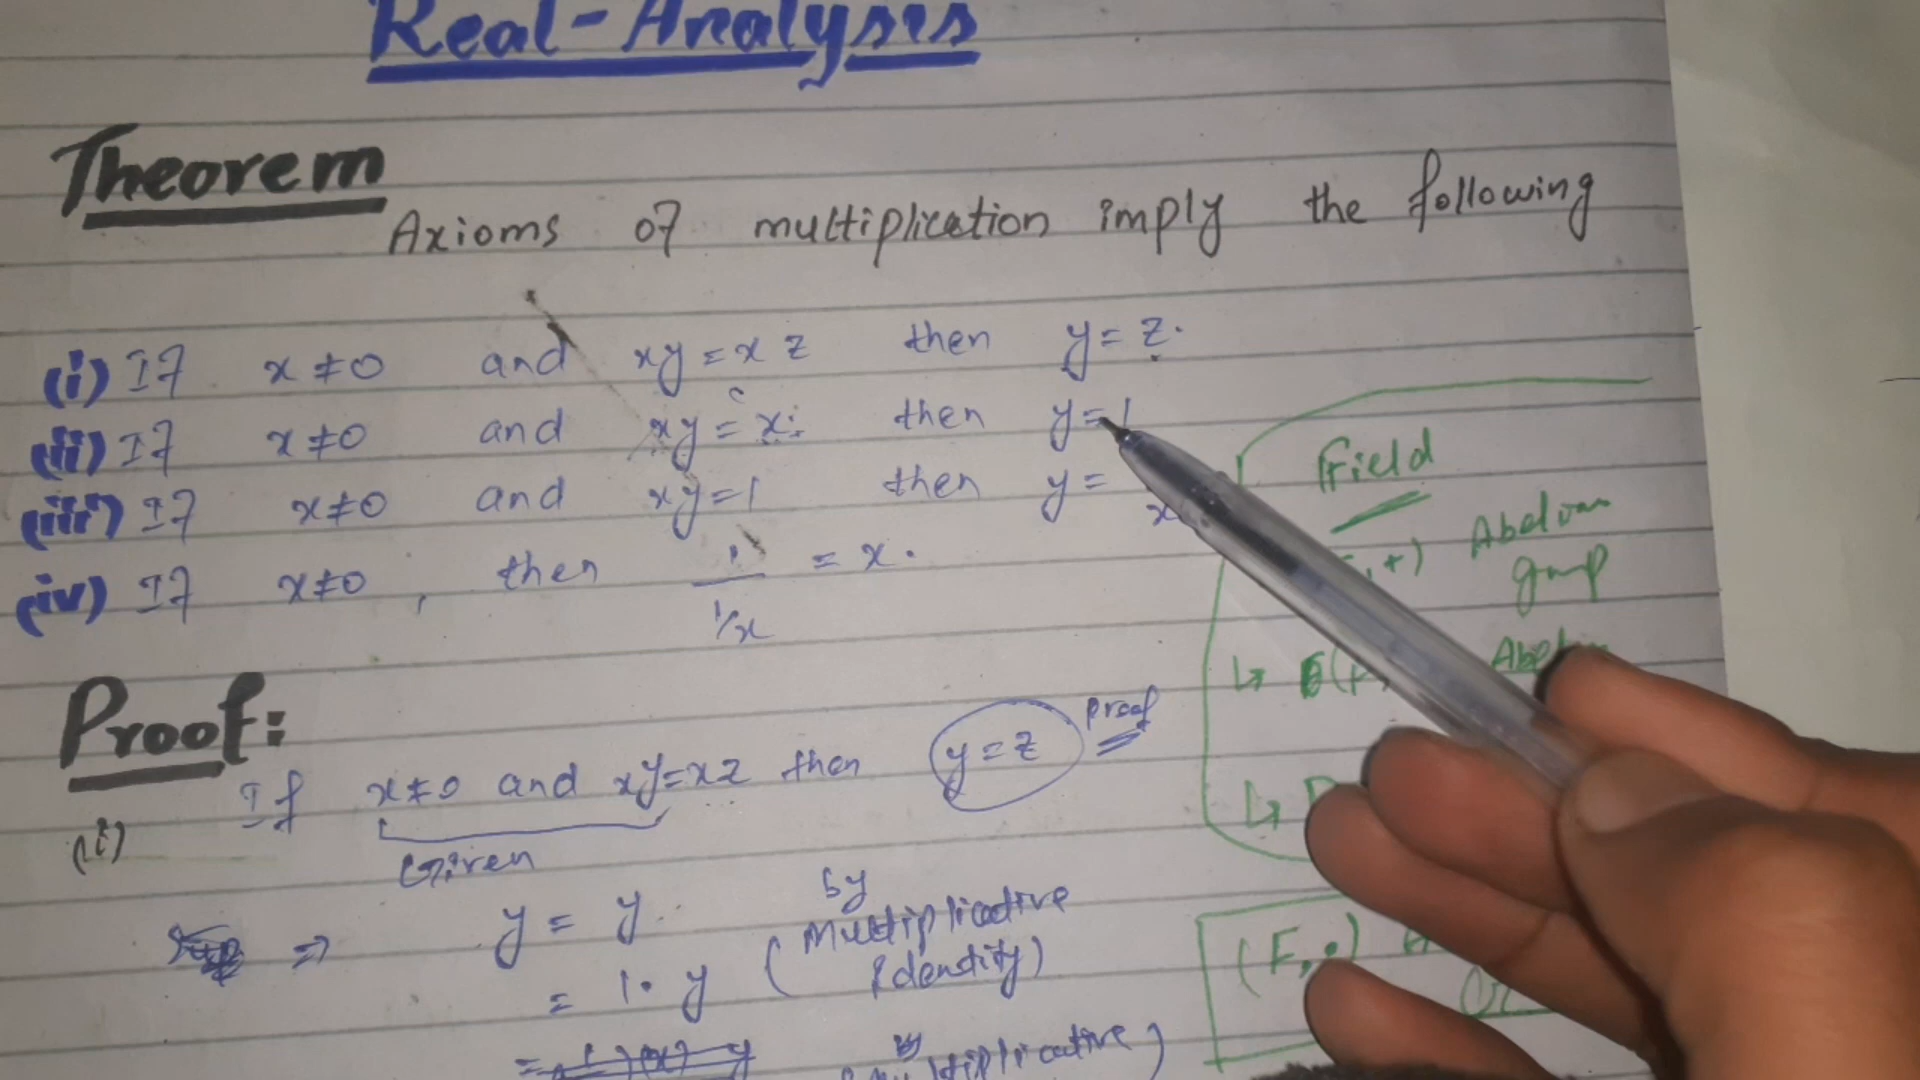 Real-Analysis
Theorem
Axioms of multiplication imply the following
(i) If x≠0 and xy=xz then y=z.
(ii) If x≠0 and xy=x; then y=1
(iii) If x≠0 and xy=1 then y=
x
(iv) If x≠0, then 1/(1/x) = x.
Field
,+) Abelian
group
Proof:
(i) If x≠0 and xy=xz then y=z proof
Given
⇒ y = y by
= 1·y (Multiplicative
Identity)
(F, ·)